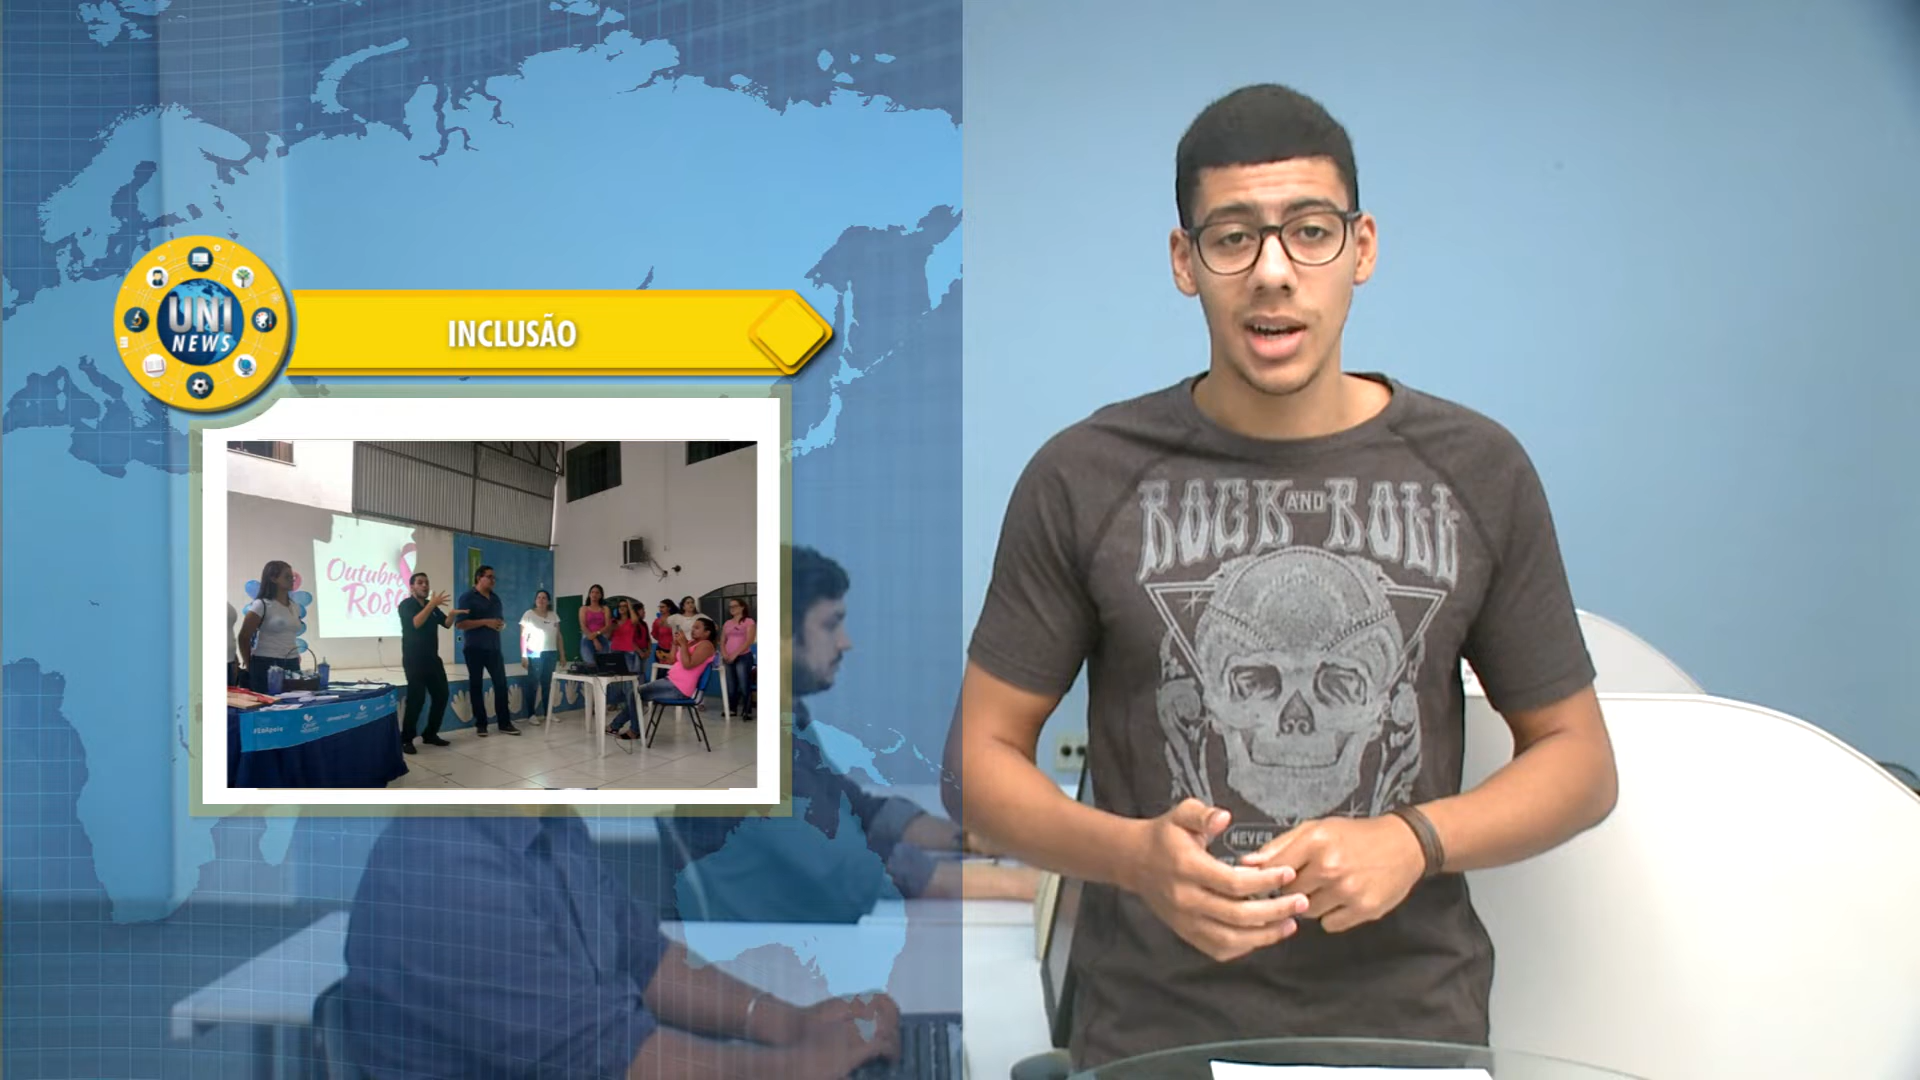 UNI
NEWS
INCLUSÃO
Outubro
Rosa
ROCK AND ROLL
NEVER